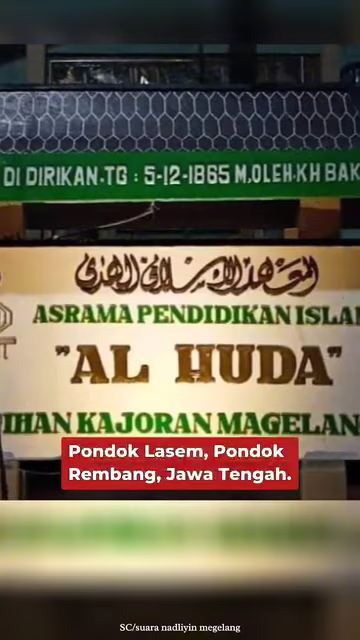 DI DIRIKAN.TG : 5-12-1865 M.OLEH.KH BAK
المعهد الإسلامي الهدى
ASRAMA PENDIDIKAN ISLA
"AL HUDA"
IHAN KAJORAN MAGELAN
Pondok Lasem, Pondok
Rembang, Jawa Tengah.
SC/suara nadliyin megelang